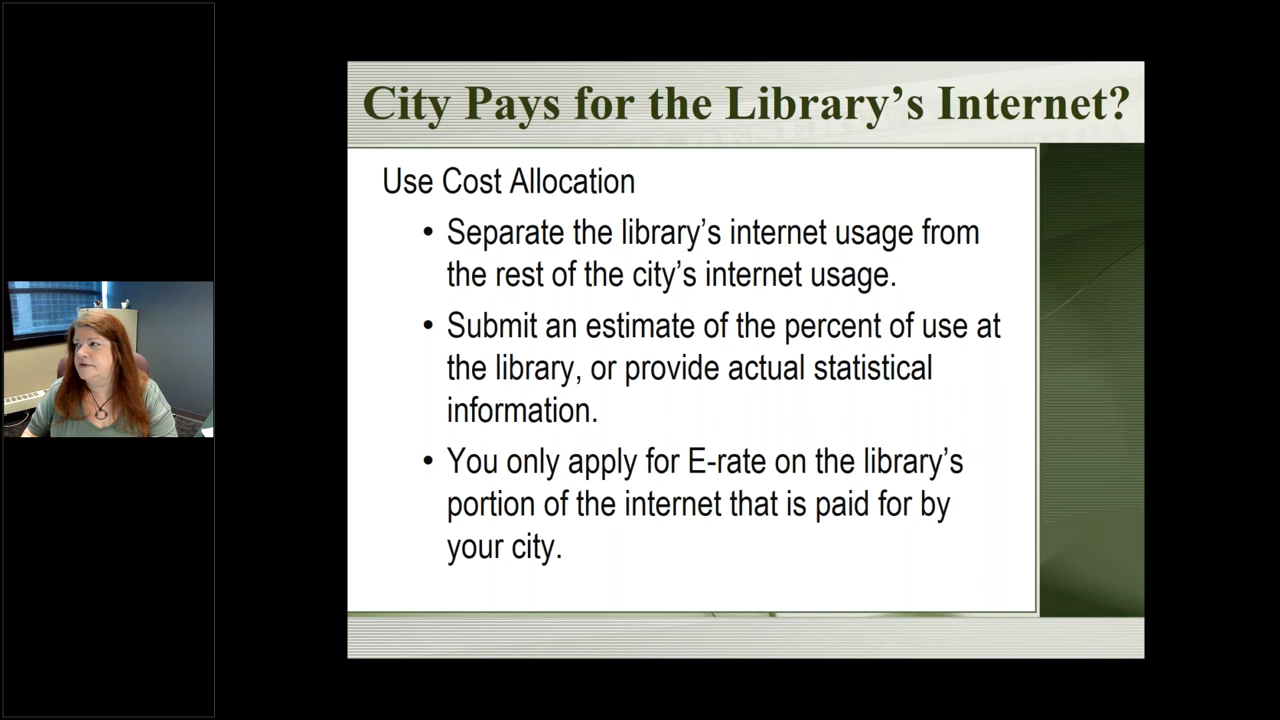 City Pays for the Library’s Internet?
Use Cost Allocation
• Separate the library’s internet usage from
the rest of the city’s internet usage.
• Submit an estimate of the percent of use at
the library, or provide actual statistical
information.
• You only apply for E-rate on the library’s
portion of the internet that is paid for by
your city.